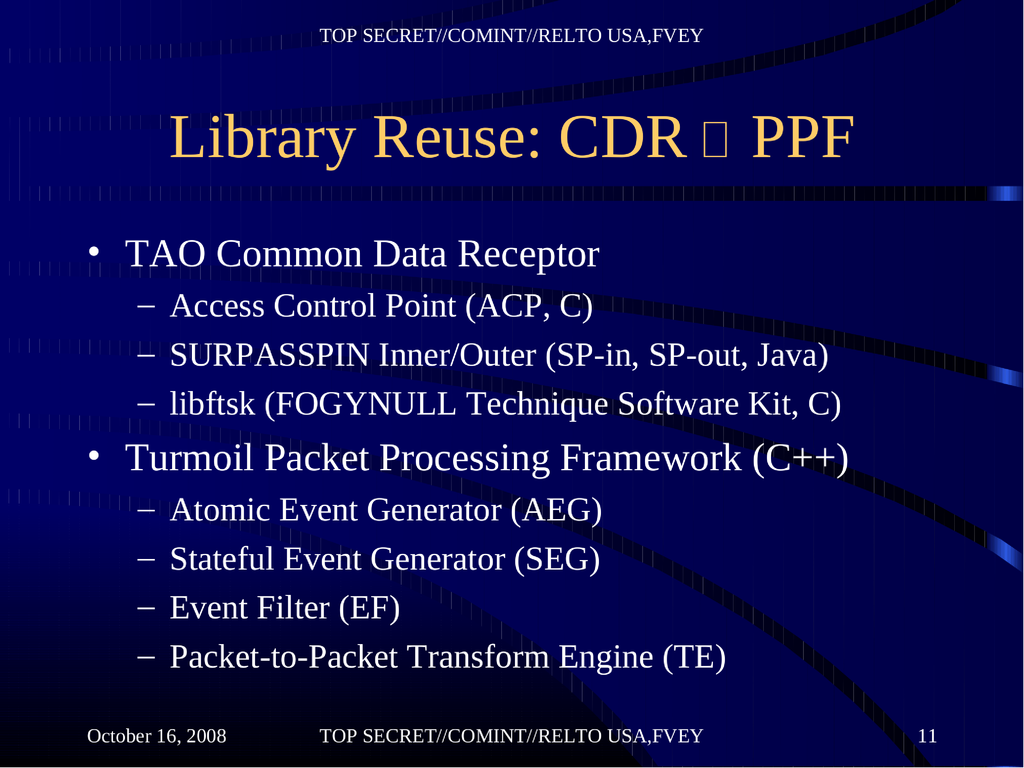 TOP SECRET//COMINT//RELTO USA,FVEY
Library Reuse: CDR  PPF
• TAO Common Data Receptor
– Access Control Point (ACP, C)
– SURPASSPIN Inner/Outer (SP-in, SP-out, Java)
– libftsk (FOGYNULL Technique Software Kit, C)
• Turmoil Packet Processing Framework (C++)
– Atomic Event Generator (AEG)
– Stateful Event Generator (SEG)
– Event Filter (EF)
– Packet-to-Packet Transform Engine (TE)
October 16, 2008 TOP SECRET//COMINT//RELTO USA,FVEY 11